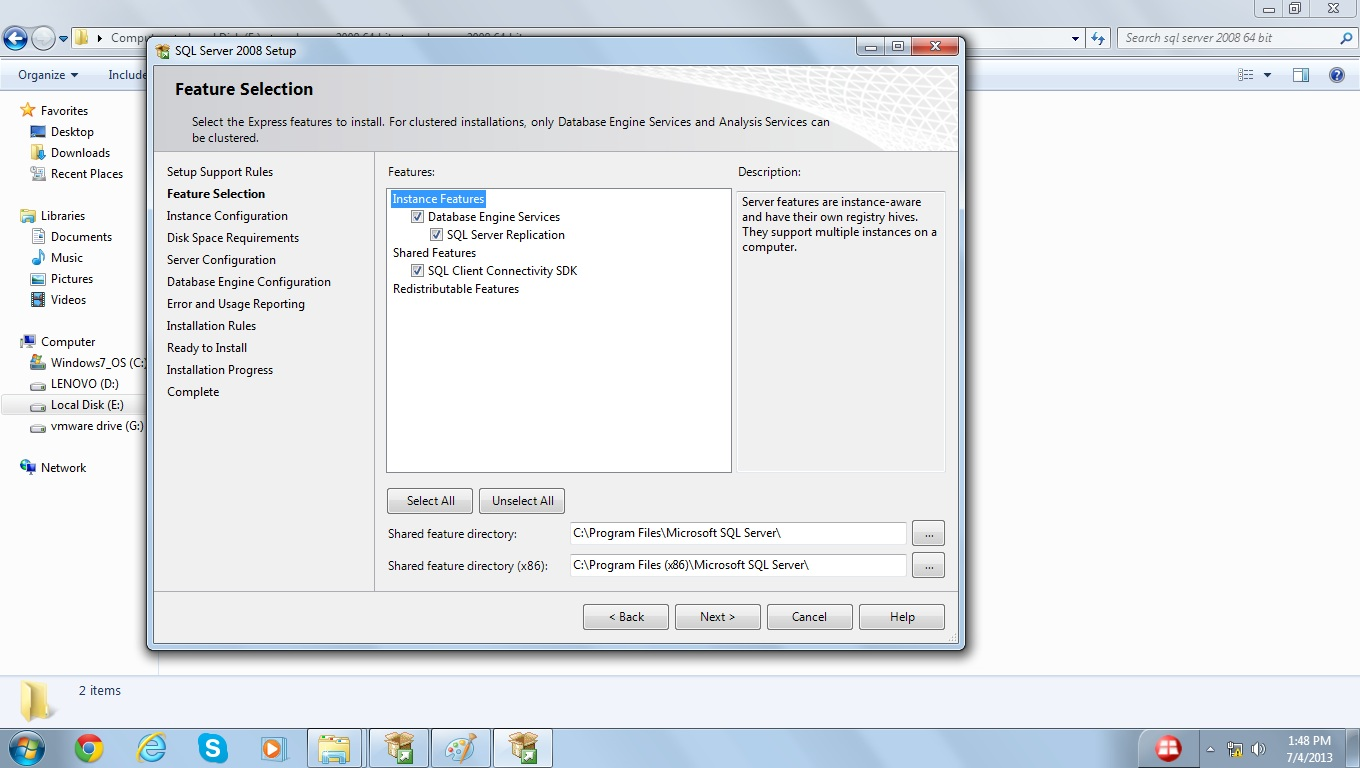 Search sql server 2008 64 bit
Organize
Include
Favorites
Desktop
Downloads
Recent Places
Libraries
Documents
Music
Pictures
Videos
Computer
Windows7_OS (C:)
LENOVO (D:)
Local Disk (E:)
vmware drive (G:)
Network
SQL Server 2008 Setup
Feature Selection
Select the Express features to install. For clustered installations, only Database Engine Services and Analysis Services can
be clustered.
Setup Support Rules
Feature Selection
Instance Configuration
Disk Space Requirements
Server Configuration
Database Engine Configuration
Error and Usage Reporting
Installation Rules
Ready to Install
Installation Progress
Complete
Features:
Instance Features
Database Engine Services
SQL Server Replication
Shared Features
SQL Client Connectivity SDK
Redistributable Features
Description:
Server features are instance-aware
and have their own registry hives.
They support multiple instances on a
computer.
Select All
Unselect All
Shared feature directory:
C:\Program Files\Microsoft SQL Server\
...
Shared feature directory (x86):
C:\Program Files (x86)\Microsoft SQL Server\
...
< Back
Next >
Cancel
Help
2 items
1:48 PM
7/4/2013